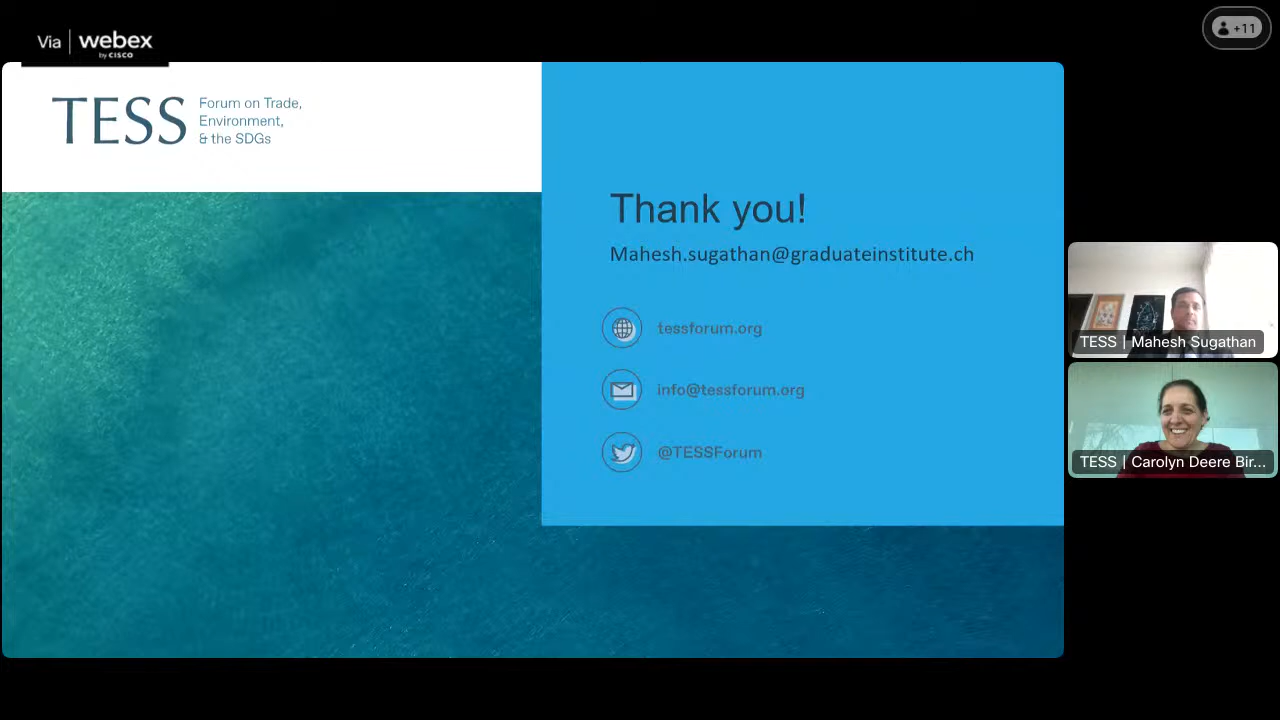 Via webex
by CISCO
+11
TESS
Forum on Trade,
Environment,
& the SDGs
Thank you!
Mahesh.sugathan@graduateinstitute.ch
tessforum.org
info@tessforum.org
@TESSForum
TESS | Mahesh Sugathan
TESS | Carolyn Deere Bir...